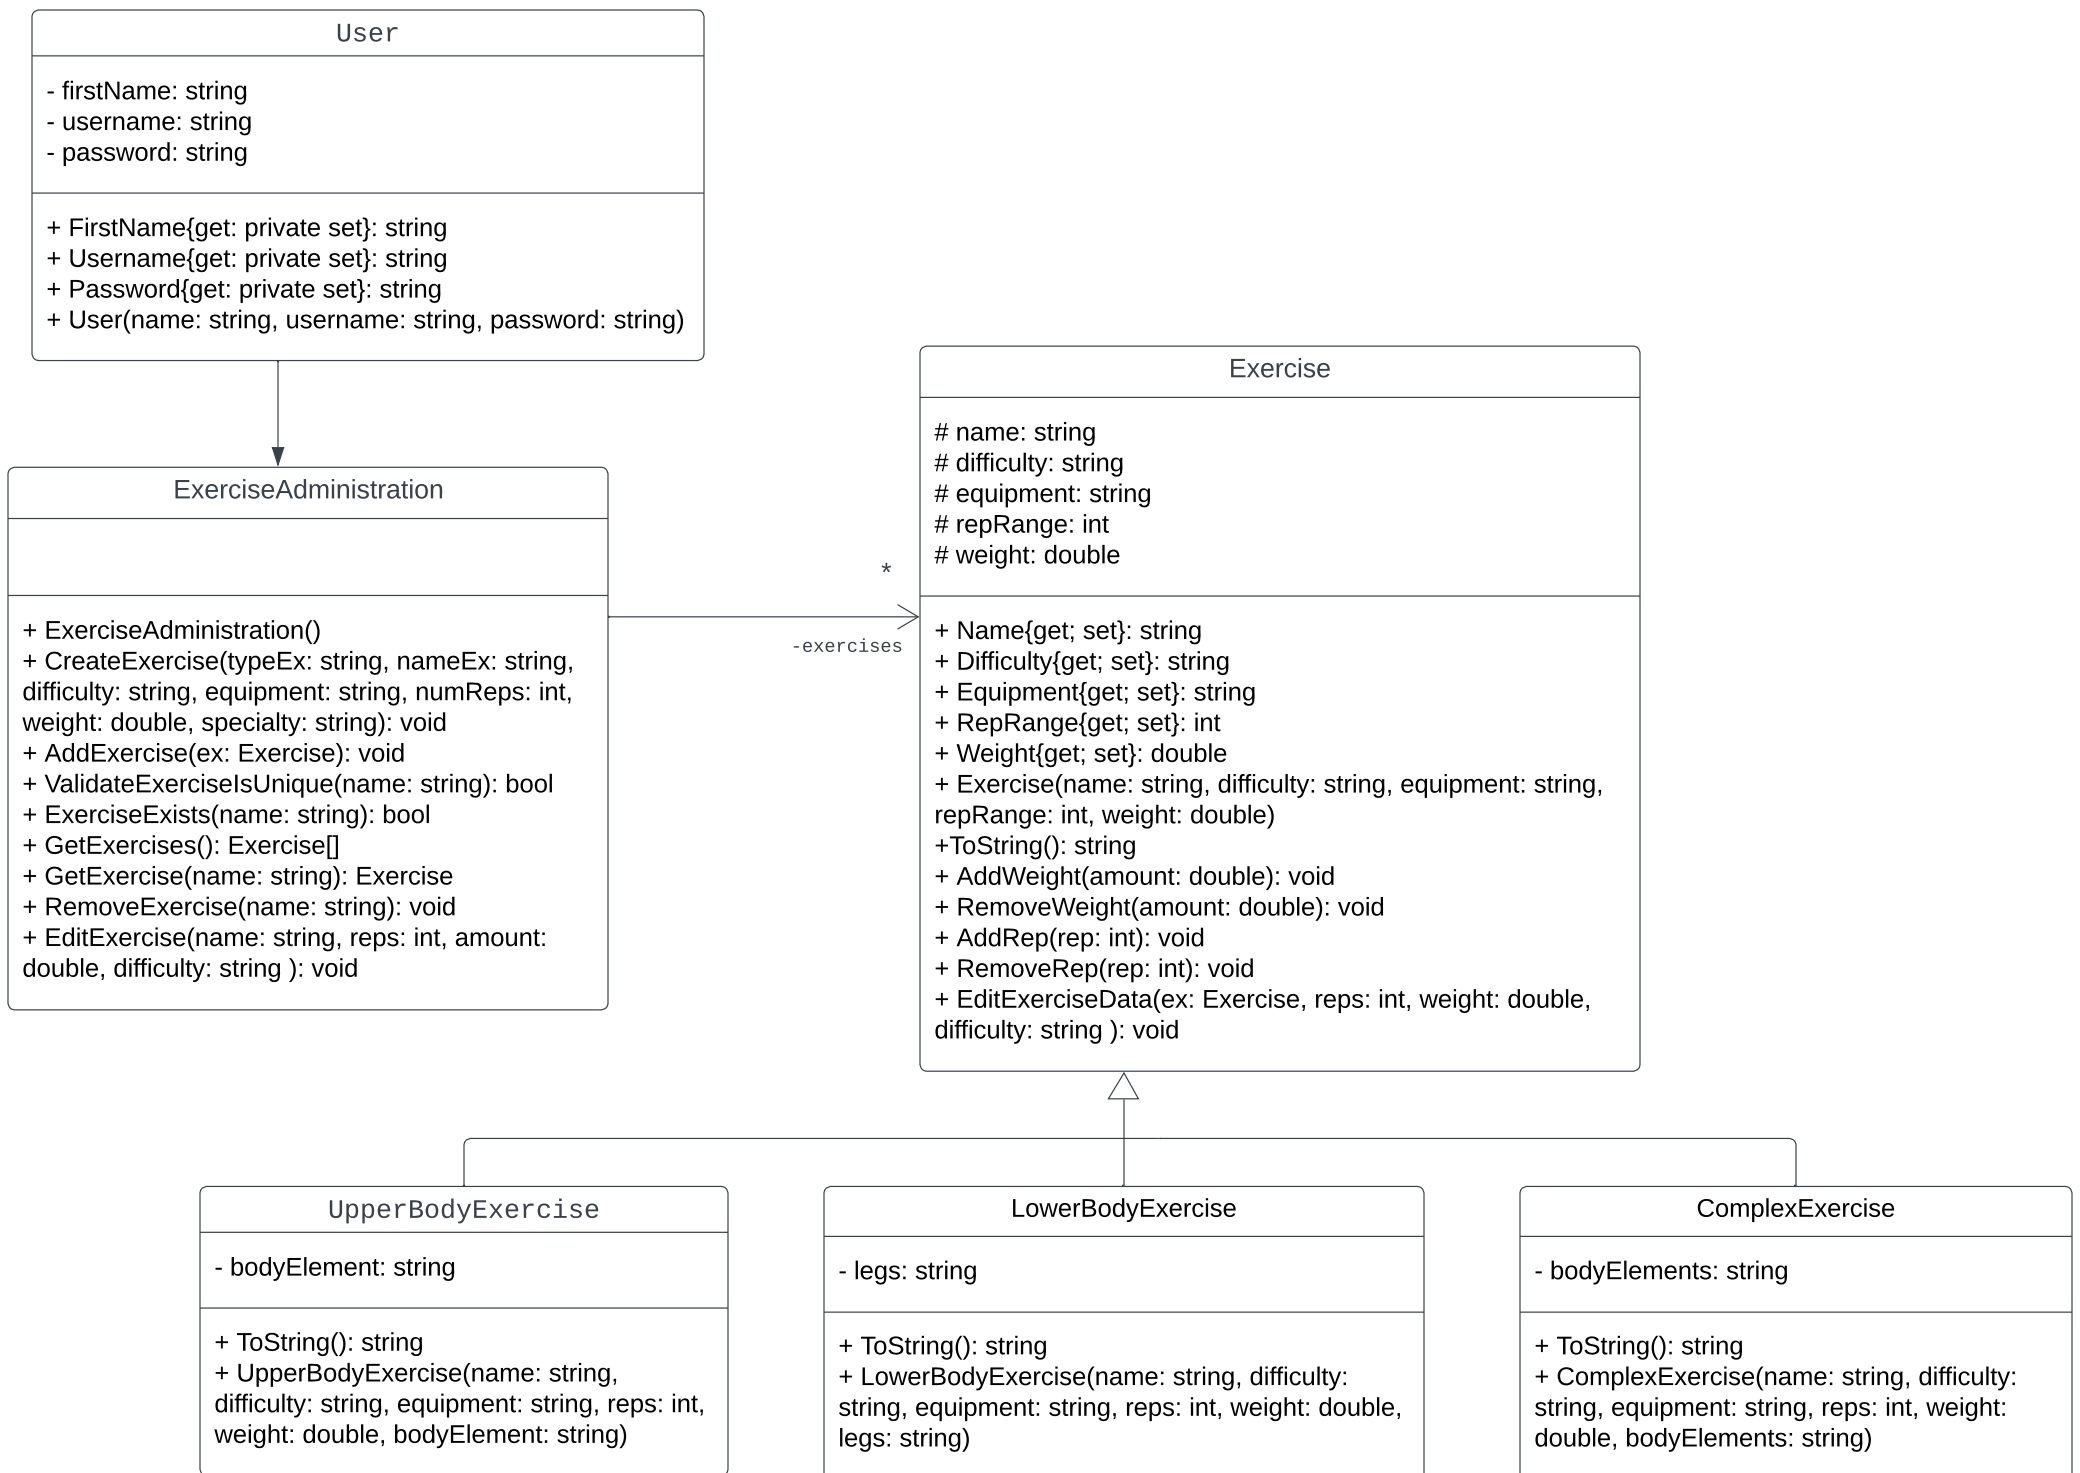 User
- firstName: string
- username: string
- password: string
+ FirstName{get: private set}: string
+ Username{get: private set}: string
+ Password{get: private set}: string
+ User(name: string, username: string, password: string)
ExerciseAdministration
+ ExerciseAdministration()
+ CreateExercise(typeEx: string, nameEx: string,
difficulty: string, equipment: string, numReps: int,
weight: double, specialty: string): void
+ AddExercise(ex: Exercise): void
+ ValidateExerciseIsUnique(name: string): bool
+ ExerciseExists(name: string): bool
+ GetExercises(): Exercise[]
+ GetExercise(name: string): Exercise
+ RemoveExercise(name: string): void
+ EditExercise(name: string, reps: int, amount:
double, difficulty: string ): void
*
-exercises
Exercise
# name: string
# difficulty: string
# equipment: string
# repRange: int
# weight: double
+ Name{get; set}: string
+ Difficulty{get; set}: string
+ Equipment{get; set}: string
+ RepRange{get; set}: int
+ Weight{get; set}: double
+ Exercise(name: string, difficulty: string, equipment: string,
repRange: int, weight: double)
+ToString(): string
+ AddWeight(amount: double): void
+ RemoveWeight(amount: double): void
+ AddRep(rep: int): void
+ RemoveRep(rep: int): void
+ EditExerciseData(ex: Exercise, reps: int, weight: double,
difficulty: string ): void
UpperBodyExercise
- bodyElement: string
+ ToString(): string
+ UpperBodyExercise(name: string,
difficulty: string, equipment: string, reps: int,
weight: double, bodyElement: string)
LowerBodyExercise
- legs: string
+ ToString(): string
+ LowerBodyExercise(name: string, difficulty:
string, equipment: string, reps: int, weight: double,
legs: string)
ComplexExercise
- bodyElements: string
+ ToString(): string
+ ComplexExercise(name: string, difficulty:
string, equipment: string, reps: int, weight:
double, bodyElements: string)